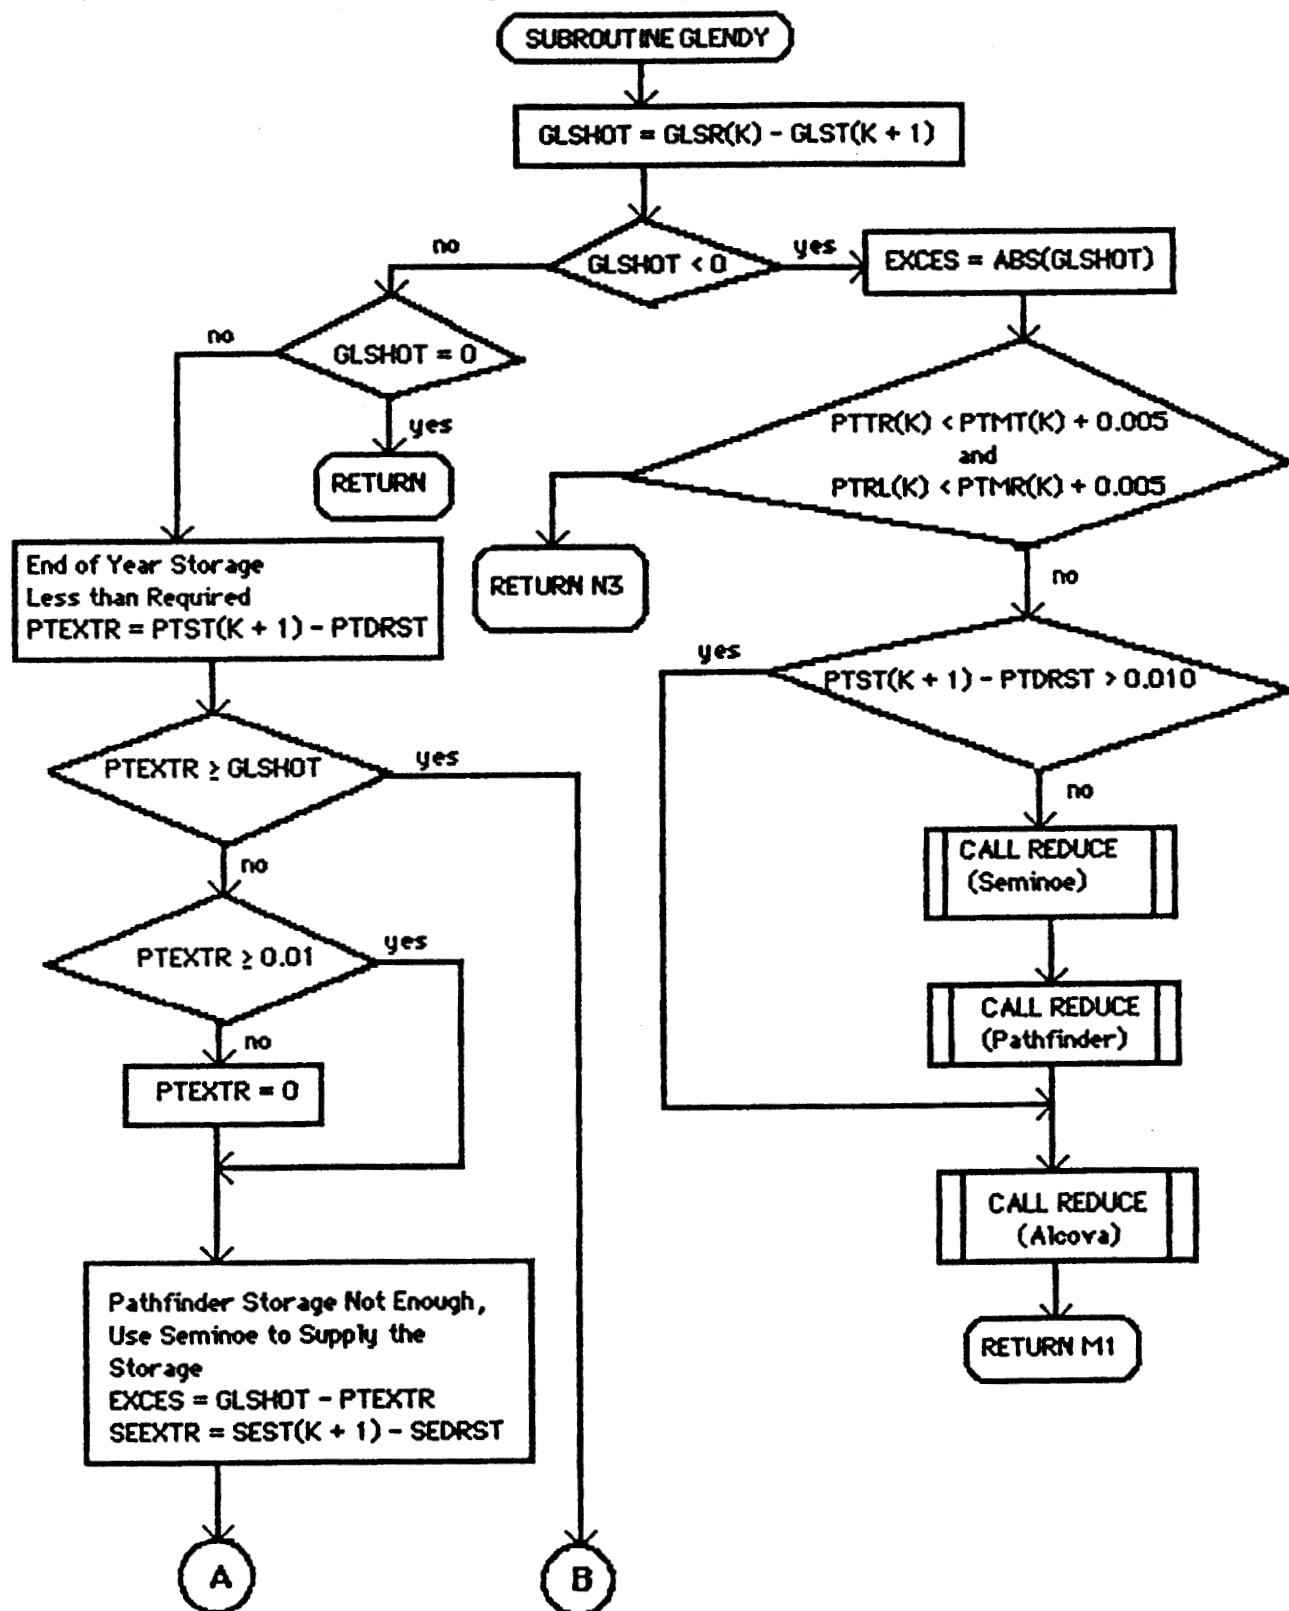 SUBROUTINE GLENDY
GLSHOT = GLSR(K) - GLST(K + 1)
no
GLSHOT < 0
yes
EXCES = ABS(GLSHOT)
no
GLSHOT = 0
yes
RETURN
PTTR(K) < PTMT(K) + 0.005
and
PTRL(K) < PTMR(K) + 0.005
RETURN N3
no
End of Year Storage
Less than Required
PTEXTR = PTST(K + 1) - PTDRST
yes
PTST(K + 1) - PTDRST > 0.010
no
PTEXTR ≥ GLSHOT
yes
no
CALL REDUCE
(Seminoe)
PTEXTR ≥ 0.01
yes
no
PTEXTR = 0
CALL REDUCE
(Pathfinder)
CALL REDUCE
(Alcova)
RETURN M1
Pathfinder Storage Not Enough,
Use Seminoe to Supply the
Storage
EXCES = GLSHOT - PTEXTR
SEEXTR = SEST(K + 1) - SEDRST
A
B